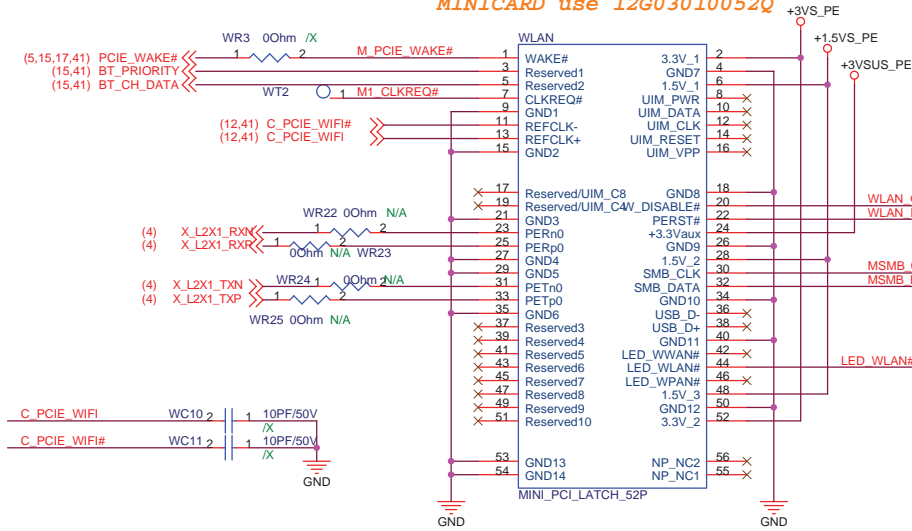 MINICARD use 12G03010052Q
+3VS_PE
+1.5VS_PE
+3VSUS_PE
WR3 0Ohm /X
WLAN
(5,15,17,41) PCIE_WAKE# 1 2 M_PCIE_WAKE# 1 WAKE# 3.3V_1 2
(15,41) BT_PRIORITY 3 Reserved1 GND7 4
(15,41) BT_CH_DATA 5 Reserved2 1.5V_1 6
WT2 1 M1_CLKREQ# 7 CLKREQ# UIM_PWR 8
9 GND1 UIM_DATA 10
(12,41) C_PCIE_WIFI# 11 REFCLK- UIM_CLK 12
(12,41) C_PCIE_WIFI 13 REFCLK+ UIM_RESET 14
15 GND2 UIM_VPP 16
17 Reserved/UIM_C8 GND8 18
19 Reserved/UIM_C4 W_DISABLE# 20
21 GND3 PERST# 22
WR22 0Ohm N/A
(4) X_L2X1_RXN 1 2 23 PERn0 +3.3Vaux 24
(4) X_L2X1_RXP 1 2 25 PERp0 GND9 26
0Ohm N/A WR23
27 GND4 1.5V_2 28
29 GND5 SMB_CLK 30
WR24 0Ohm N/A
(4) X_L2X1_TXN 1 2 31 PETn0 SMB_DATA 32
(4) X_L2X1_TXP 1 2 33 PETp0 GND10 34
WR25 0Ohm N/A
35 GND6 USB_D- 36
37 Reserved3 USB_D+ 38
39 Reserved4 GND11 40
41 Reserved5 LED_WWAN# 42
43 Reserved6 LED_WLAN# 44 LED_WLAN#
45 Reserved7 LED_WPAN# 46
47 Reserved8 1.5V_3 48
49 Reserved9 GND12 50
51 Reserved10 3.3V_2 52
53 GND13 NP_NC2 56
54 GND14 NP_NC1 55
MINI_PCI_LATCH_52P
C_PCIE_WIFI WC10 2 1 10PF/50V
/X
C_PCIE_WIFI# WC11 2 1 10PF/50V
/X
GND
GND
GND